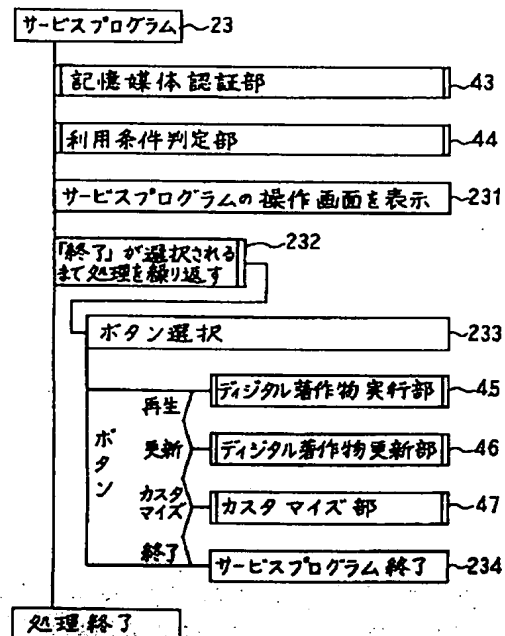 サービスプログラム 23
記憶媒体認証部 43
利用条件判定部 44
サービスプログラムの操作画面を表示 231
「終了」が選択される
まで処理を繰り返す
232
ボタン選択 233
ボタン
再生
ディジタル著作物実行部 45
更新
ディジタル著作物更新部 46
カスタ
マイズ
カスタマイズ部 47
終了
サービスプログラム終了 234
処理終了